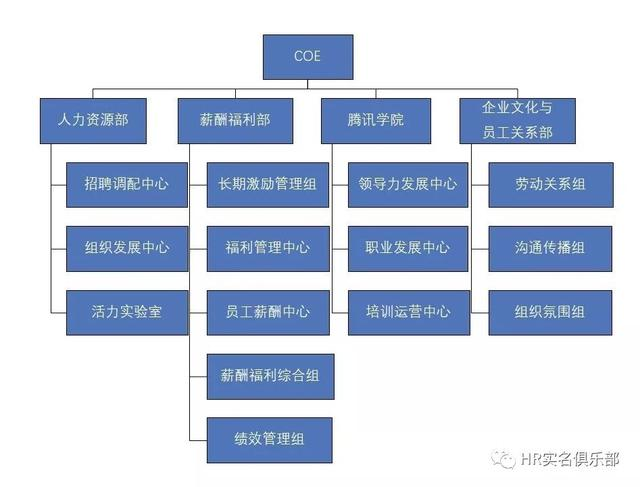 COE
人力资源部
薪酬福利部
腾讯学院
企业文化与
员工关系部
招聘调配中心
长期激励管理组
领导力发展中心
劳动关系组
组织发展中心
福利管理中心
职业发展中心
沟通传播组
活力实验室
员工薪酬中心
培训运营中心
组织氛围组
薪酬福利综合组
绩效管理组
HR实名俱乐部